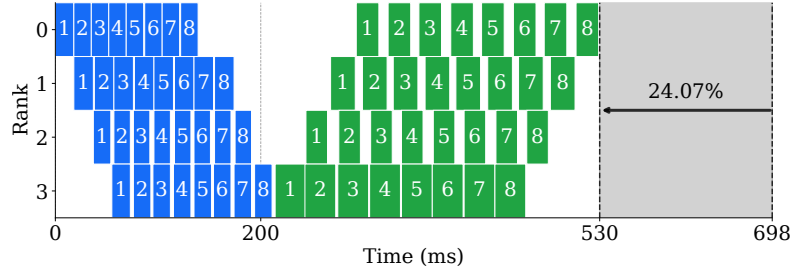 0 1 2 3 4 5 6 7 8 1 2 3 4 5 6 7 8
1 1 2 3 4 5 6 7 8 1 2 3 4 5 6 7 8
24.07%
2 1 2 3 4 5 6 7 8 1 2 3 4 5 6 7 8
3 1 2 3 4 5 6 7 8 1 2 3 4 5 6 7 8
Rank
0 200 530 698
Time (ms)